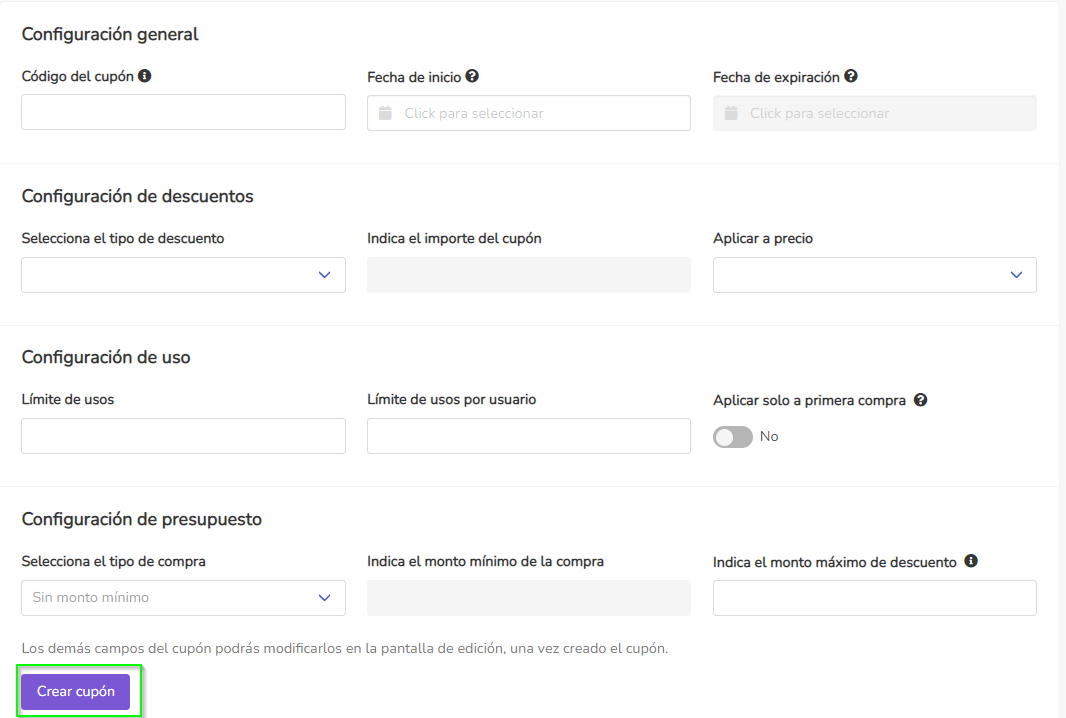 Configuración general
Código del cupón
Fecha de inicio
Fecha de expiración
Click para seleccionar
Click para seleccionar
Configuración de descuentos
Selecciona el tipo de descuento
Indica el importe del cupón
Aplicar a precio
Configuración de uso
Límite de usos
Límite de usos por usuario
Aplicar solo a primera compra
No
Configuración de presupuesto
Selecciona el tipo de compra
Indica el monto mínimo de la compra
Indica el monto máximo de descuento
Sin monto mínimo
Los demás campos del cupón podrás modificarlos en la pantalla de edición, una vez creado el cupón.
Crear cupón